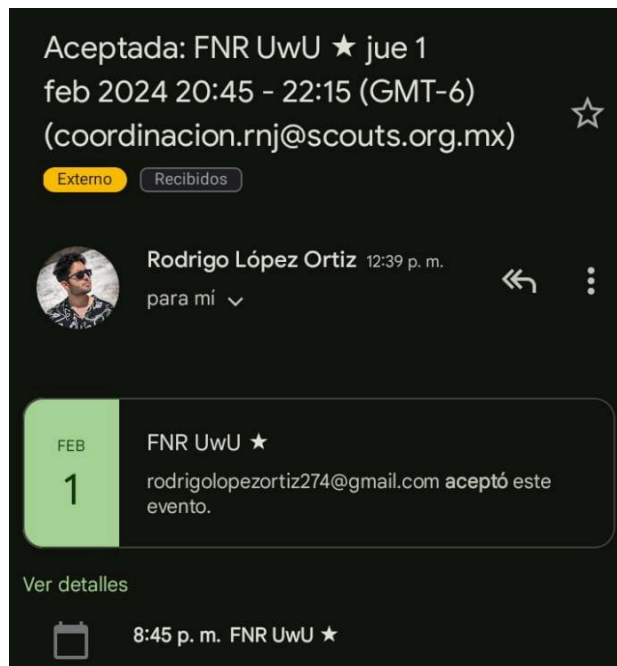 Aceptada: FNR UwU ★ jue 1
feb 2024 20:45 - 22:15 (GMT-6)
(coordinacion.rnj@scouts.org.mx)
Externo
Recibidos
Rodrigo López Ortiz 12:39 p. m.
para mí
FEB
1
FNR UwU ★
rodrigolopezortiz274@gmail.com aceptó este
evento.
Ver detalles
8:45 p. m. FNR UwU ★